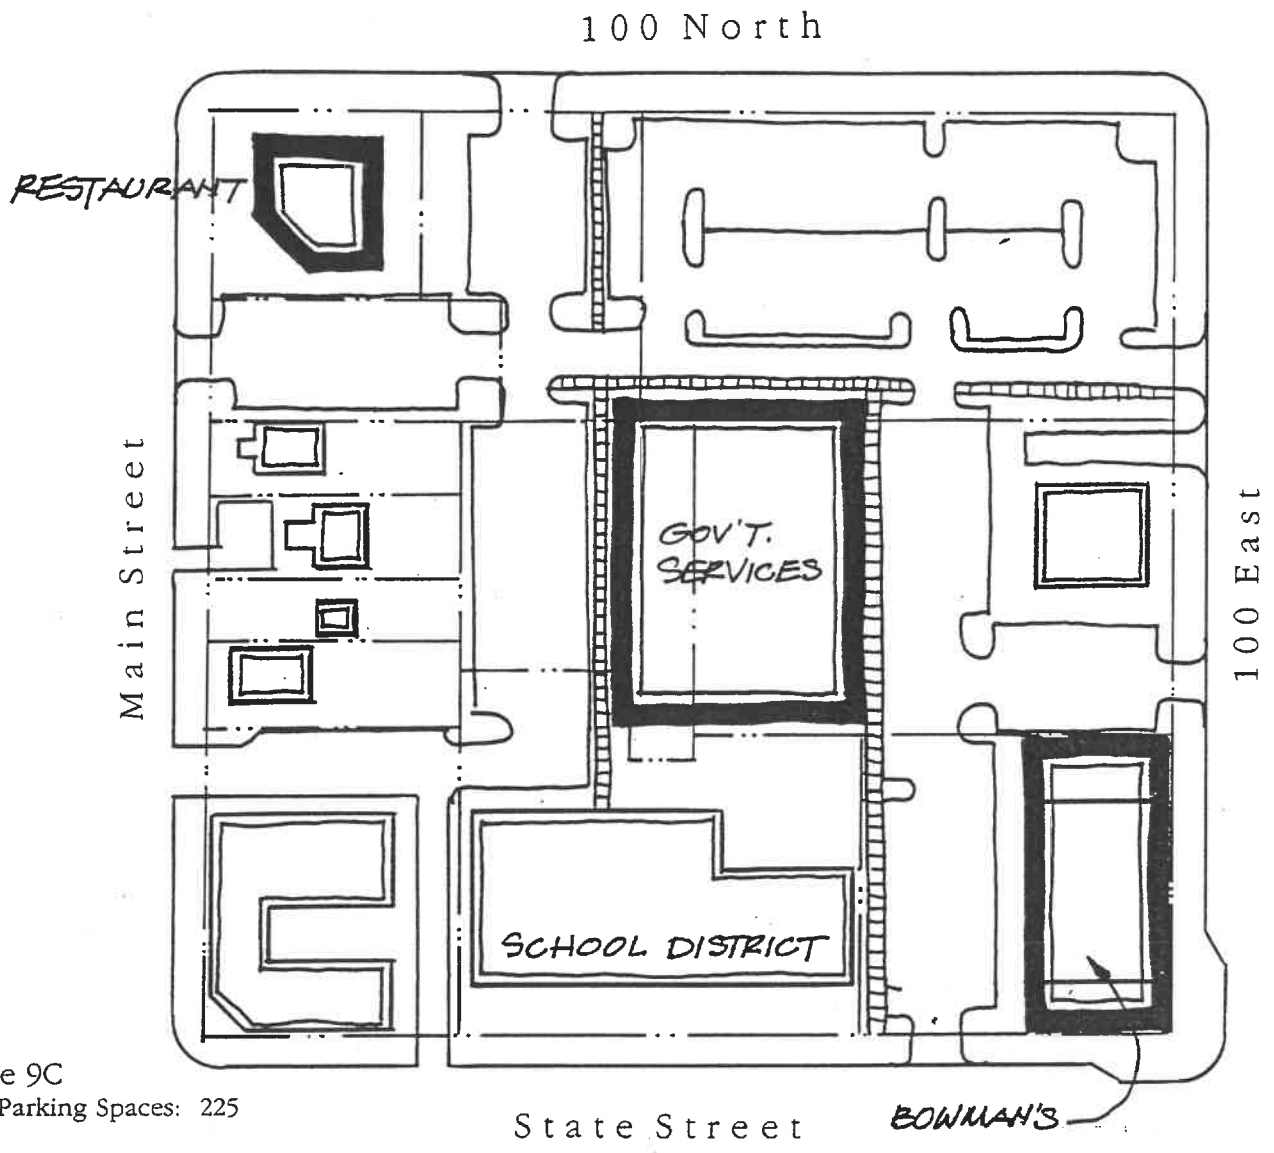 100 North
RESTAURANT
Main Street
GOV'T.
SERVICES
100 East
SCHOOL DISTRICT
e 9C
Parking Spaces: 225
State Street
BOWMAN'S